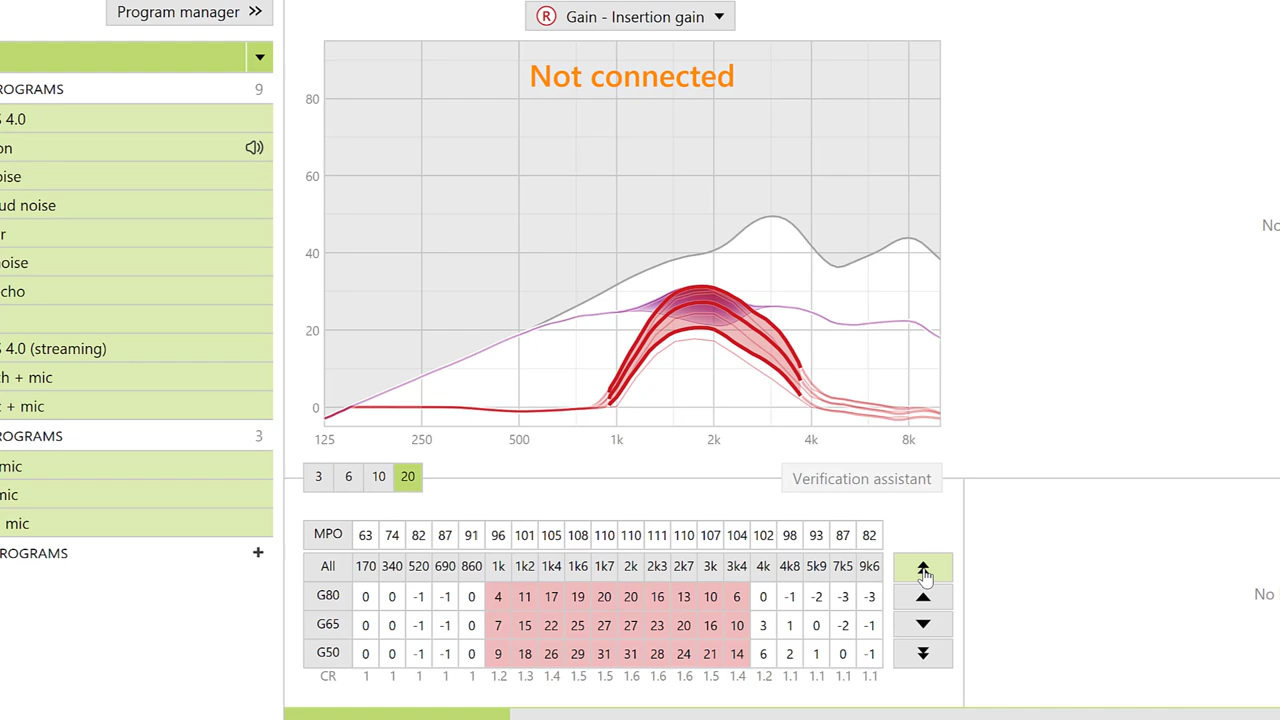 Program manager
R Gain - Insertion gain
Not connected
ROGRAMS 9
S 4.0
on
oise
ud noise
r
noise
cho
S 4.0 (streaming)
ch + mic
+ mic
ROGRAMS 3
mic
mic
mic
ROGRAMS +
80
60
40
20
0
125 250 500 1k 2k 4k 8k
3 6 10 20
Verification assistant
MPO 63 74 82 87 91 96 101 105 108 110 110 111 110 107 104 102 98 93 87 82
All 170 340 520 690 860 1k 1k2 1k4 1k6 1k7 2k 2k3 2k7 3k 3k4 4k 4k8 5k9 7k5 9k6
G80 0 0 -1 -1 0 4 11 17 19 20 20 16 13 10 6 0 -1 -2 -3 -3
G65 0 0 -1 -1 0 7 15 22 25 27 27 23 20 16 10 3 1 0 -2 -1
G50 0 0 -1 -1 0 9 18 26 29 31 31 28 24 21 14 6 2 1 0 -1
CR 1 1 1 1 1 1.2 1.3 1.4 1.5 1.5 1.6 1.6 1.6 1.5 1.4 1.2 1.1 1.1 1.1 1.1
No
No